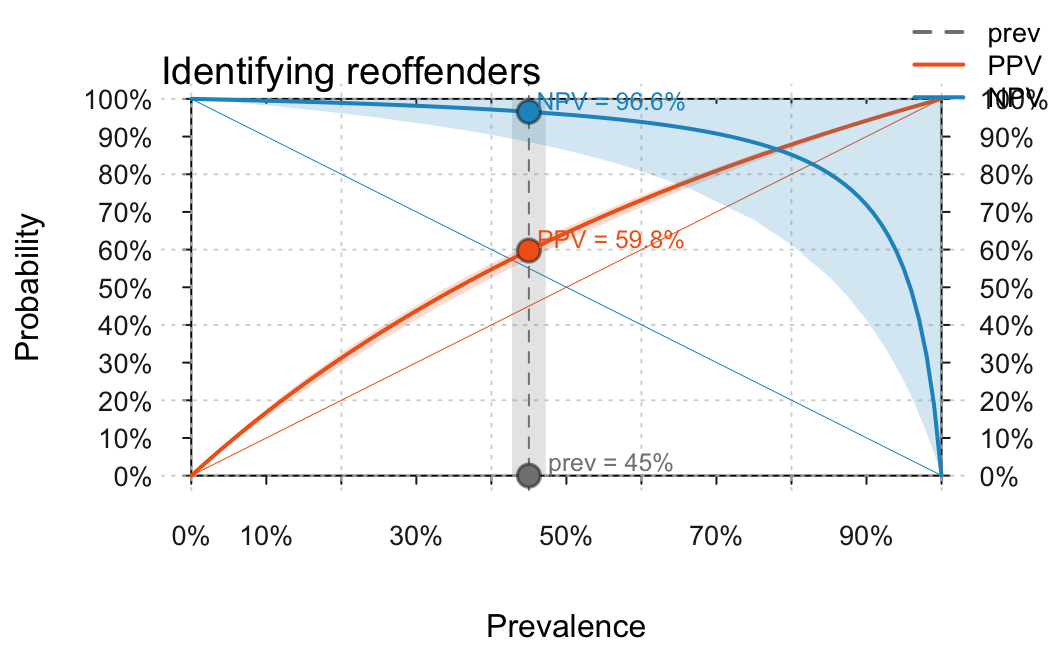 prev
PPV
NPV
Identifying reoffenders
100%
90%
80%
70%
60%
50%
40%
30%
20%
10%
0%
Probability
NPV = 96.6%
PPV = 59.8%
prev = 45%
100%
90%
80%
70%
60%
50%
40%
30%
20%
10%
0%
0% 10% 30% 50% 70% 90%
Prevalence